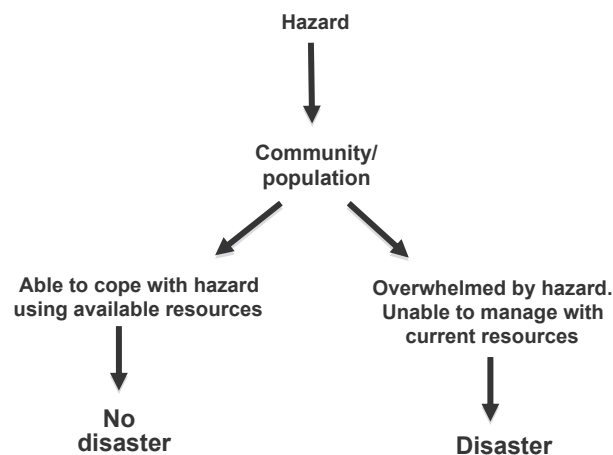 Hazard
Community/
population
Able to cope with hazard
using available resources
Overwhelmed by hazard.
Unable to manage with
current resources
No
disaster
Disaster